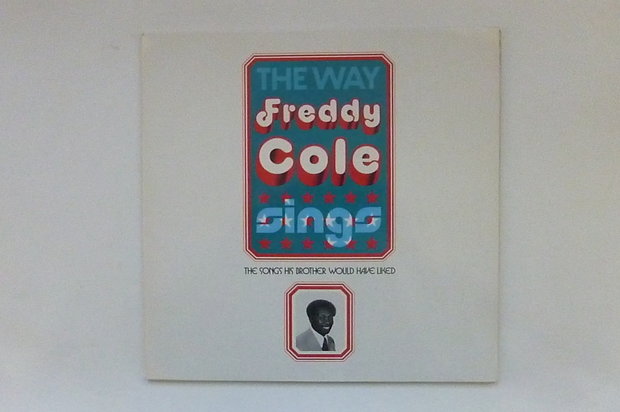 THE WAY
Freddy
Cole
sings
THE SONGS HIS BROTHER WOULD HAVE LIKED